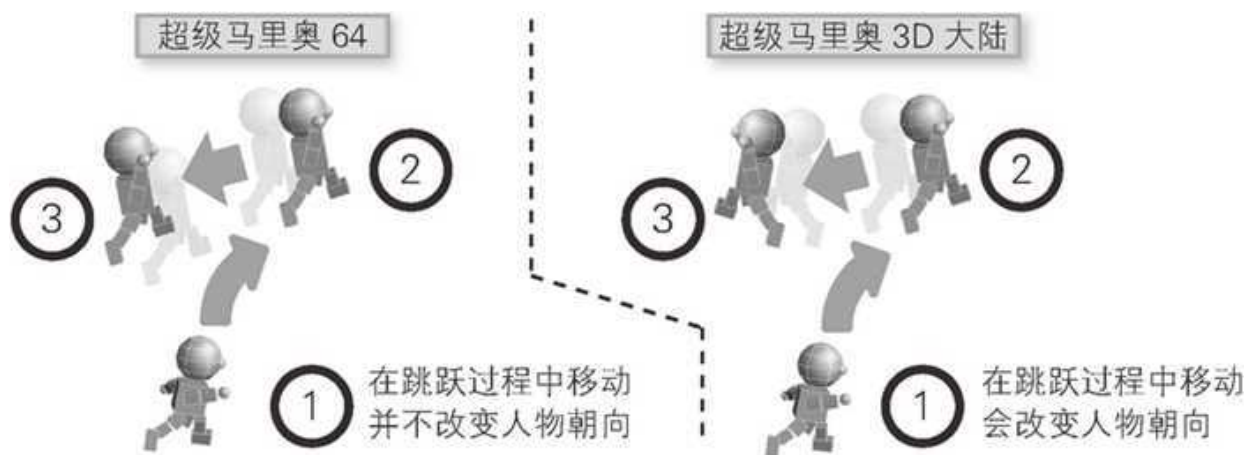 超级马里奥 64
2
3
1
在跳跃过程中移动
并不改变人物朝向
超级马里奥 3D 大陆
2
3
1
在跳跃过程中移动
会改变人物朝向